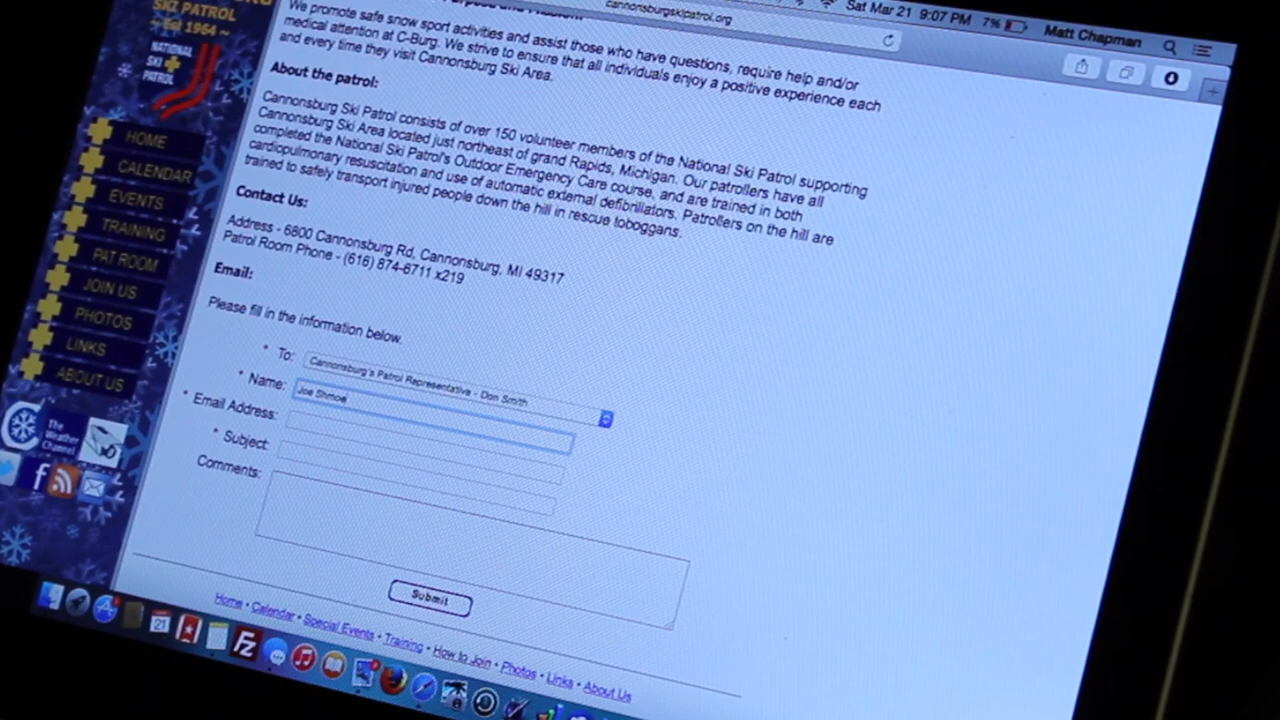 cannonsburgskipatrol.org
Sat Mar 21 9:07 PM 7% Matt Chapman
SKI PATROL
~ Est 1964 ~
NATIONAL
SKI
PATROL
HOME
CALENDAR
EVENTS
TRAINING
PAT ROOM
JOIN US
PHOTOS
LINKS
ABOUT US
The
Weather
Channel
We promote safe snow sport activities and assist those who have questions, require help and/or
medical attention at C-Burg. We strive to ensure that all individuals enjoy a positive experience each
and every time they visit Cannonsburg Ski Area.
About the patrol:
Cannonsburg Ski Patrol consists of over 150 volunteer members of the National Ski Patrol supporting
Cannonsburg Ski Area located just northeast of grand Rapids, Michigan. Our patrollers have all
completed the National Ski Patrol's Outdoor Emergency Care course, and are trained in both
cardiopulmonary resuscitation and use of automatic external defibrillators. Patrollers on the hill are
trained to safely transport injured people down the hill in rescue toboggans.
Contact Us:
Address - 6800 Cannonsburg Rd, Cannonsburg, MI 49317
Patrol Room Phone - (616) 874-6711 x219
Email:
Please fill in the information below.
* To: Cannonsburg's Patrol Representative - Don Smith
* Name: Joe Shmoe
* Email Address:
* Subject:
Comments:
Submit
Home • Calendar • Special Events • Training • How to Join • Photos • Links • About Us
21
FZ